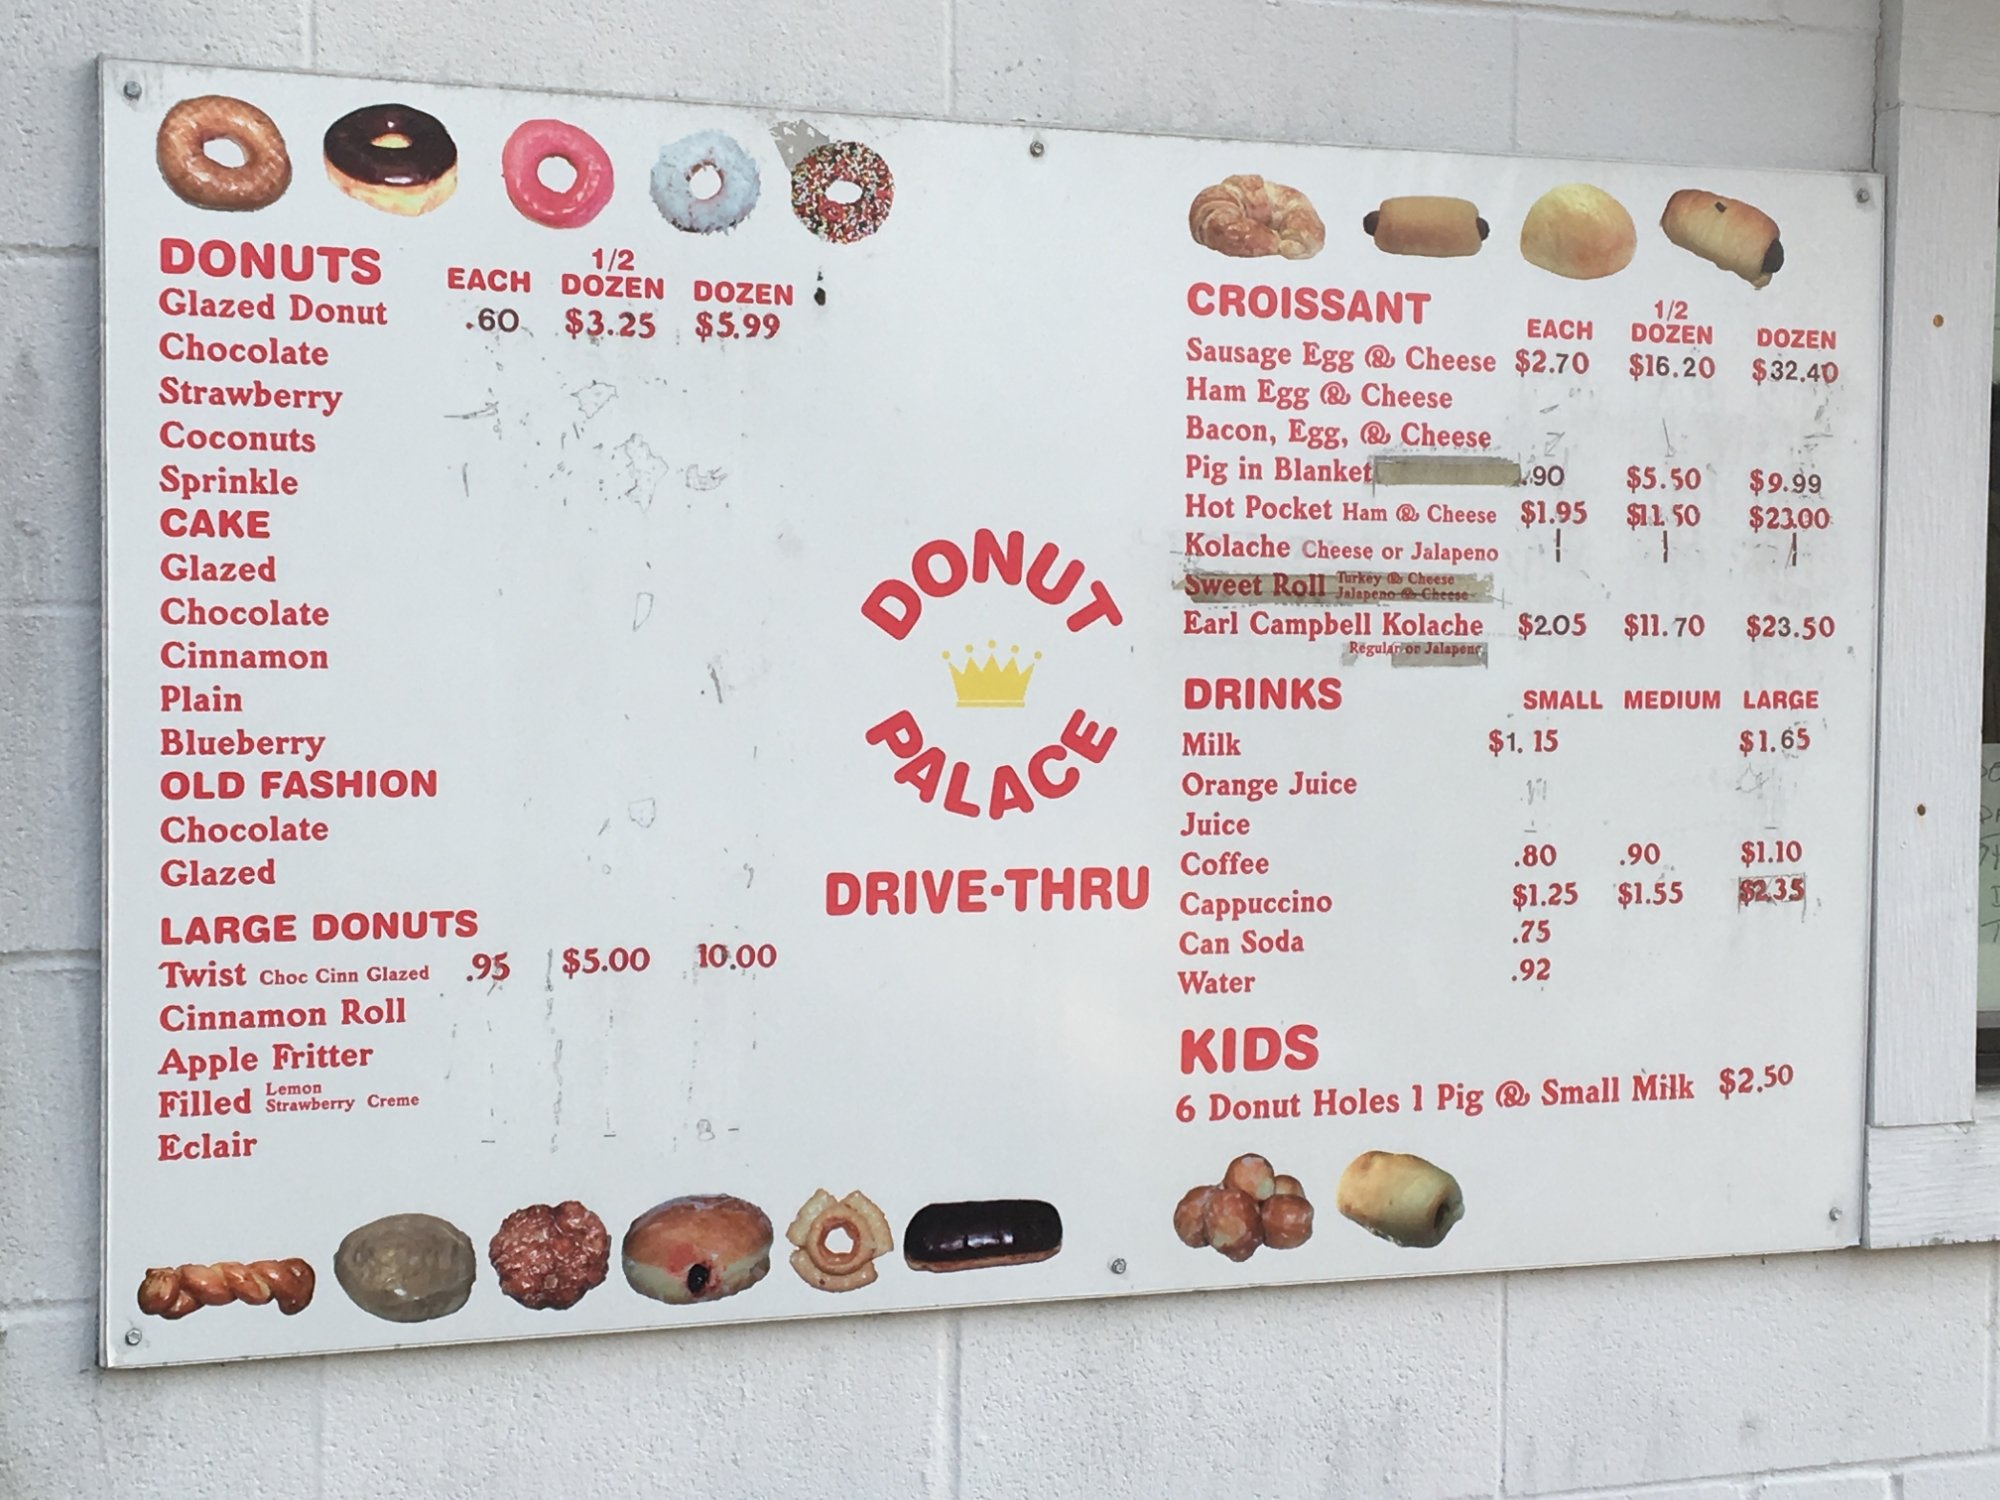 DONUTS EACH 1/2 DOZEN DOZEN
Glazed Donut .60 $3.25 $5.99
Chocolate
Strawberry
Coconuts
Sprinkle
CAKE
Glazed
Chocolate
Cinnamon
Plain
Blueberry
OLD FASHION
Chocolate
Glazed
LARGE DONUTS
Twist Choc Cinn Glazed .95 $5.00 10.00
Cinnamon Roll
Apple Fritter
Filled Lemon Strawberry Creme
Eclair
DONUT
PALACE
DRIVE-THRU
CROISSANT EACH 1/2 DOZEN DOZEN
Sausage Egg & Cheese $2.70 $16.20 $32.40
Ham Egg & Cheese
Bacon, Egg, & Cheese
Pig in Blanket .90 $5.50 $9.99
Hot Pocket Ham & Cheese $1.95 $11.50 $23.00
Kolache Cheese or Jalapeno
Sweet Roll Turkey & Cheese Jalapeno & Cheese
Earl Campbell Kolache $2.05 $11.70 $23.50
Regular or Jalapeno
DRINKS SMALL MEDIUM LARGE
Milk $1.15 $1.65
Orange Juice
Juice
Coffee .80 .90 $1.10
Cappuccino $1.25 $1.55 $2.35
Can Soda .75
Water .92
KIDS
6 Donut Holes 1 Pig & Small Milk $2.50